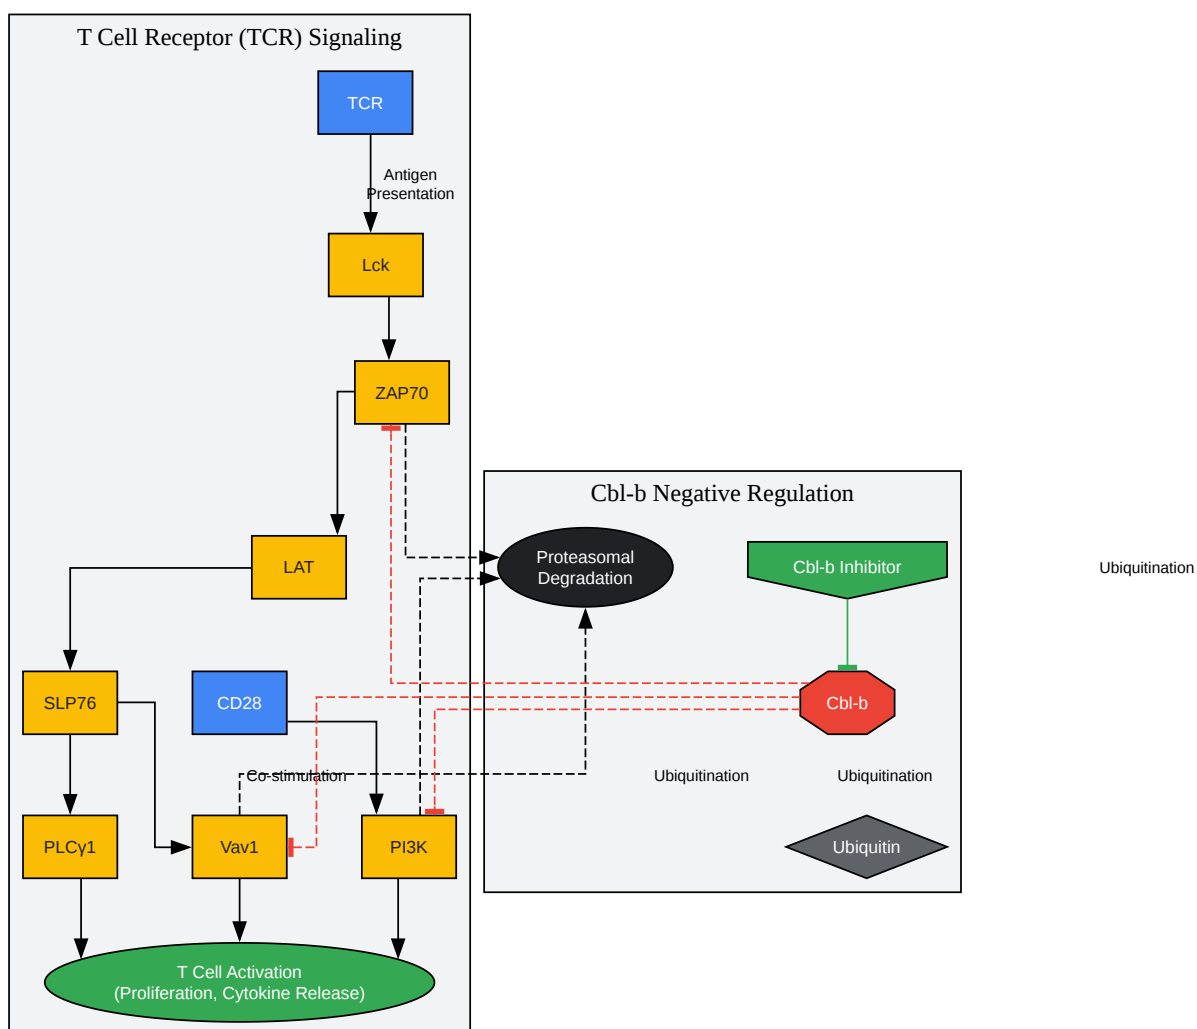 T Cell Receptor (TCR) Signaling
TCR
Antigen
Presentation
Lck
ZAP70
LAT
SLP76
CD28
Co-stimulation
PLCγ1
Vav1
PI3K
T Cell Activation
(Proliferation, Cytokine Release)
Cbl-b Negative Regulation
Proteasomal
Degradation
Cbl-b Inhibitor
Ubiquitination
Cbl-b
Ubiquitination
Ubiquitination
Ubiquitin